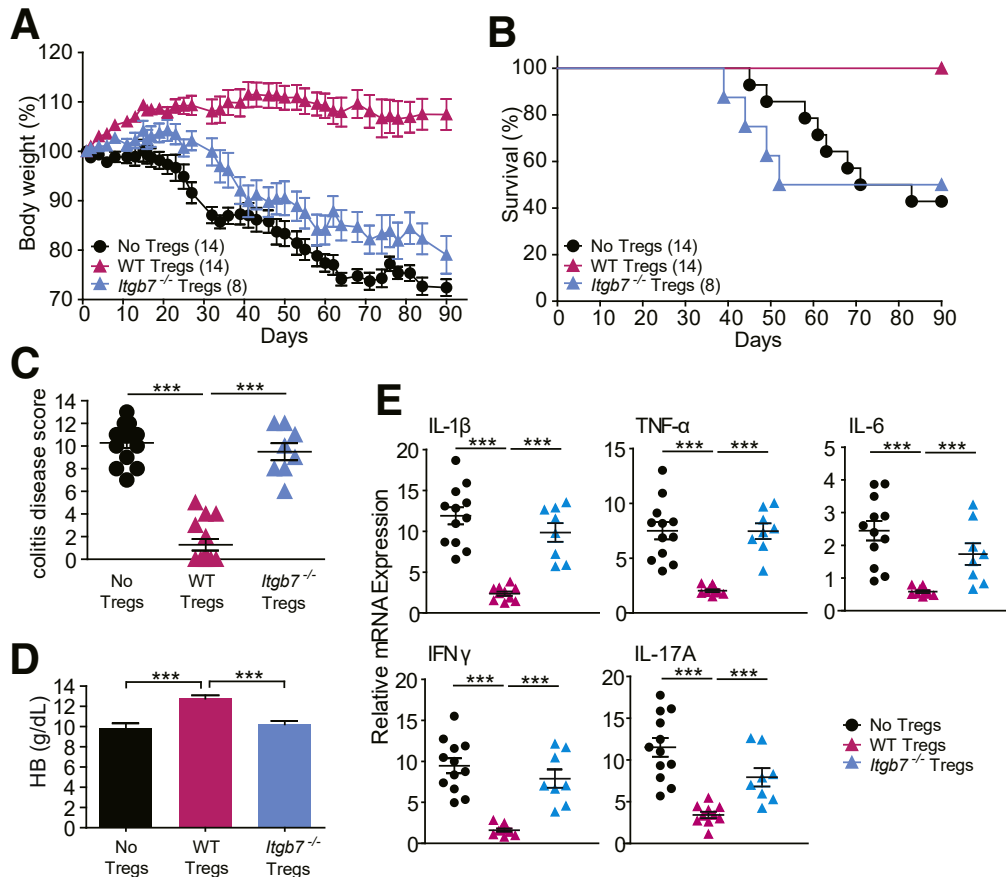 A
Body weight (%)
120
110
100
90
80
70
No Tregs (14)
WT Tregs (14)
Itgb7 -/- Tregs (8)
0 10 20 30 40 50 60 70 80 90
Days
B
Survival (%)
100
80
60
40
20
0
No Tregs (14)
WT Tregs (14)
Itgb7 -/- Tregs (8)
0 10 20 30 40 50 60 70 80 90
Days
C
colitis disease score
*** ***
14
12
10
8
6
4
2
0
No Tregs
WT Tregs
Itgb7 -/- Tregs
D
HB (g/dL)
*** ***
14
12
10
8
6
4
2
0
No Tregs
WT Tregs
Itgb7 -/- Tregs
E
Relative mRNA Expression
IL-1β
*** ***
20
15
10
5
0
TNF-α
*** ***
15
10
5
0
IL-6
*** ***
5
4
3
2
1
0
IFNγ
*** ***
20
15
10
5
0
IL-17A
*** ***
20
15
10
5
0
No Tregs
WT Tregs
Itgb7 -/- Tregs